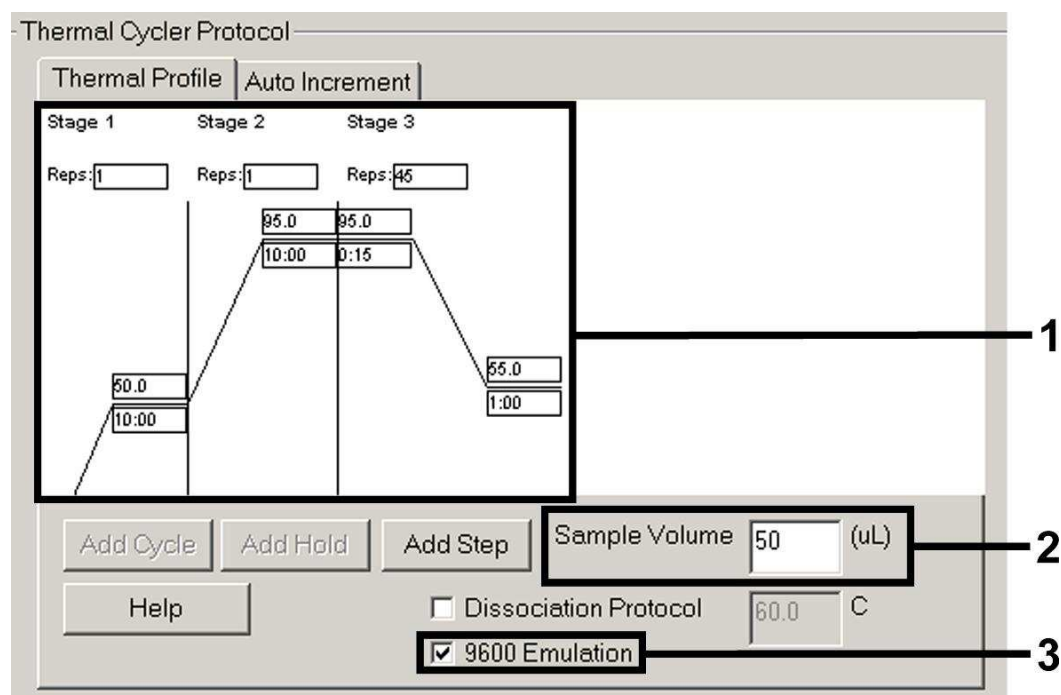 Thermal Cycler Protocol
Thermal Profile Auto Increment
Stage 1 Stage 2 Stage 3
Reps: 1 Reps: 1 Reps: 45
95.0 95.0
10:00 0:15
1
55.0
50.0
1:00
10:00
Add Cycle Add Hold Add Step Sample Volume 50 (uL) 2
Help Dissociation Protocol 60.0 C
9600 Emulation 3